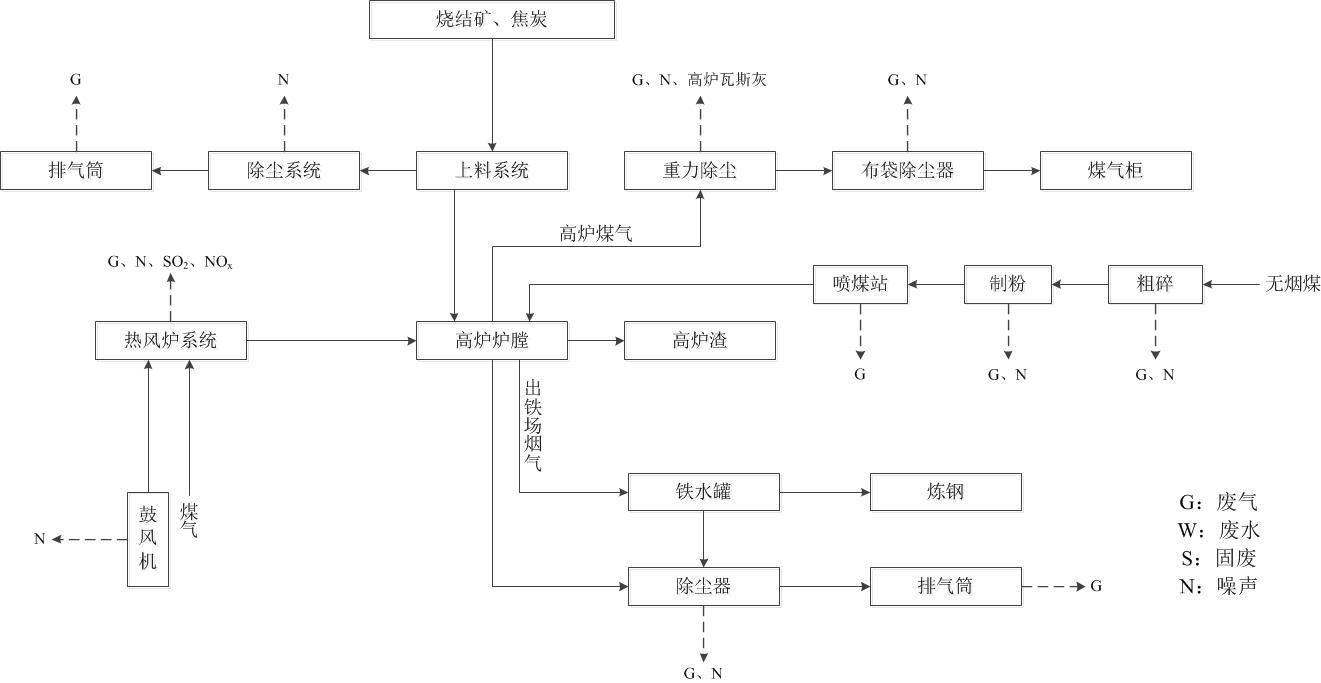 烧结矿、焦炭
G
N
G、N、高炉瓦斯灰
G、N
排气筒
除尘系统
上料系统
重力除尘
布袋除尘器
煤气柜
高炉煤气
G、N、SO₂、NOₓ
喷煤站
制粉
粗碎
无烟煤
热风炉系统
高炉炉膛
高炉渣
G
G、N
G、N
出铁场烟气
铁水罐
炼钢
鼓风机
煤气
N
除尘器
排气筒
G
G、N
G：废气
W：废水
S：固废
N：噪声